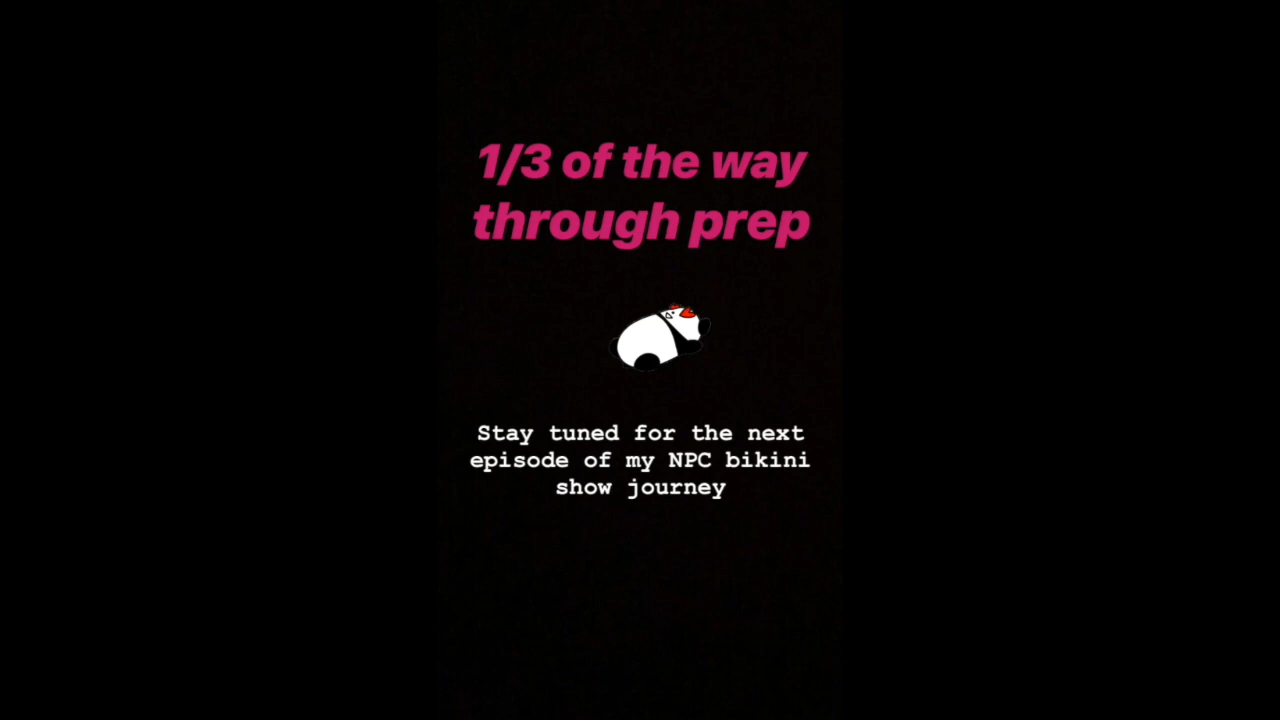 1/3 of the way
through prep
Stay tuned for the next
episode of my NPC bikini
show journey